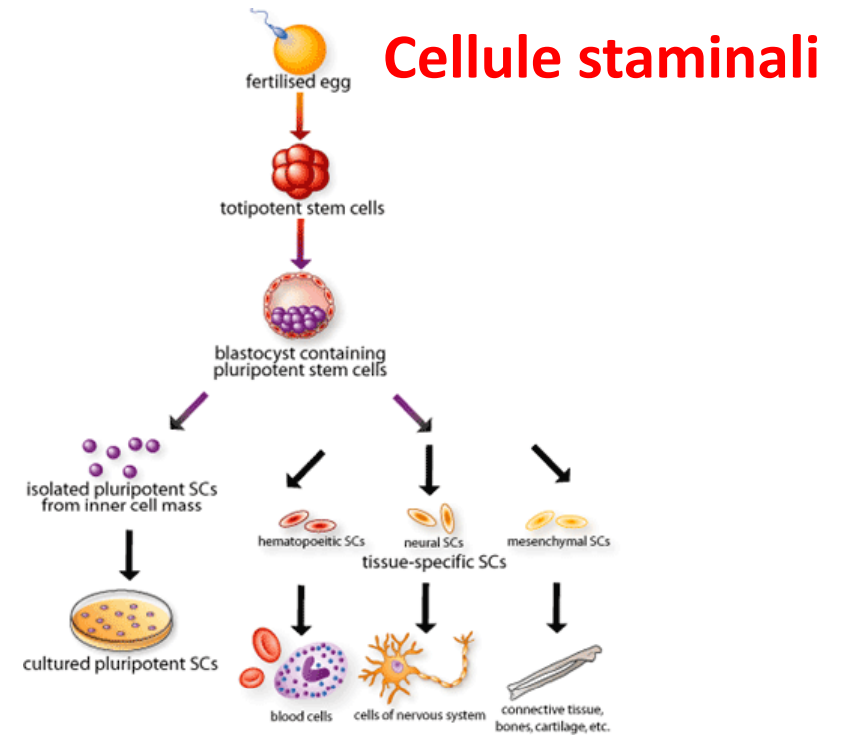 Cellule staminali
fertilised egg
totipotent stem cells
blastocyst containing
pluripotent stem cells
isolated pluripotent SCs
from inner cell mass
hematopoeitic SCs
neural SCs
mesenchymal SCs
tissue-specific SCs
cultured pluripotent SCs
blood cells
cells of nervous system
connective tissue,
bones, cartilage, etc.